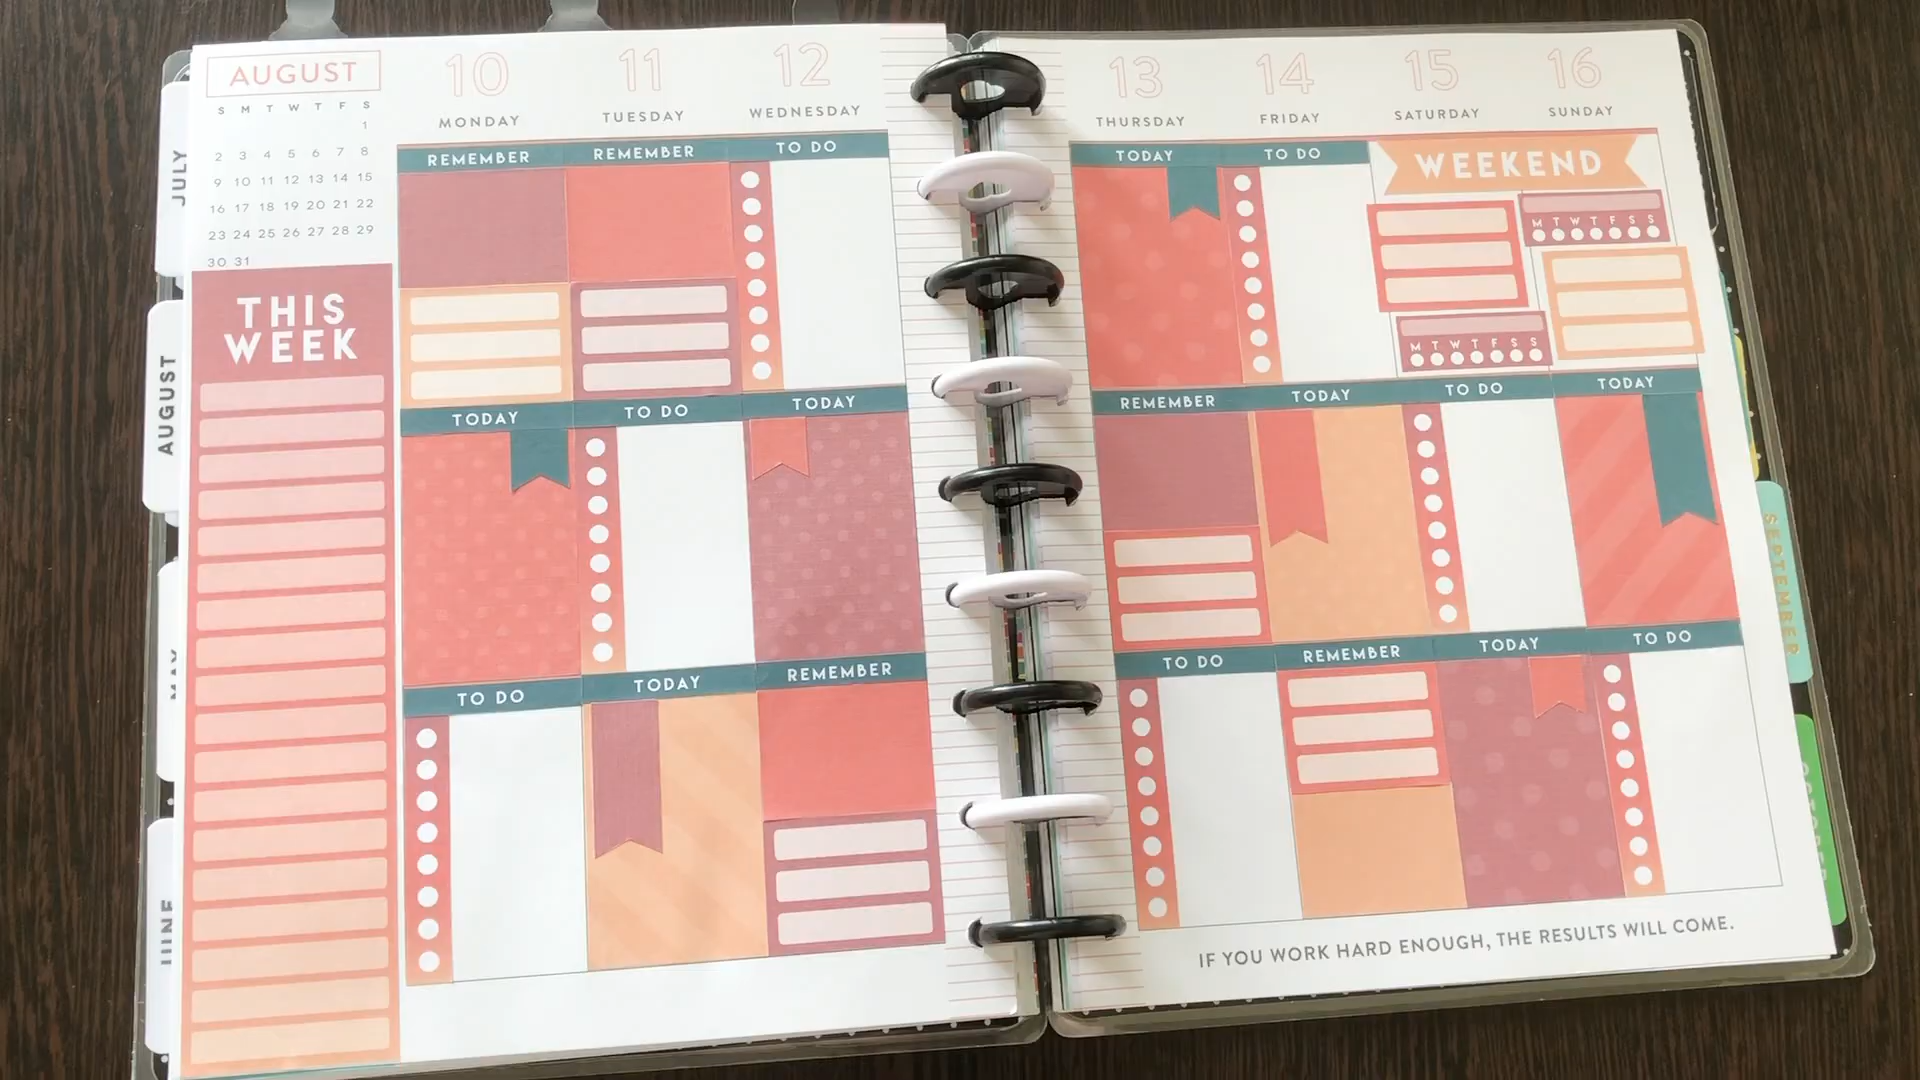 AUGUST
S M T W T F S
1
2 3 4 5 6 7 8
9 10 11 12 13 14 15
16 17 18 19 20 21 22
23 24 25 26 27 28 29
30 31
THIS
WEEK
10 11 12
MONDAY TUESDAY WEDNESDAY
REMEMBER REMEMBER TO DO
TODAY TO DO TODAY
TO DO TODAY REMEMBER
13 14 15 16
THURSDAY FRIDAY SATURDAY SUNDAY
TODAY TO DO WEEKEND
M T W T F S S
M T W T F S S
REMEMBER TODAY TO DO TODAY
TO DO REMEMBER TODAY TO DO
IF YOU WORK HARD ENOUGH, THE RESULTS WILL COME.
JULY
AUGUST
MAY
JUNE
SEPTEMBER
OCTOBER